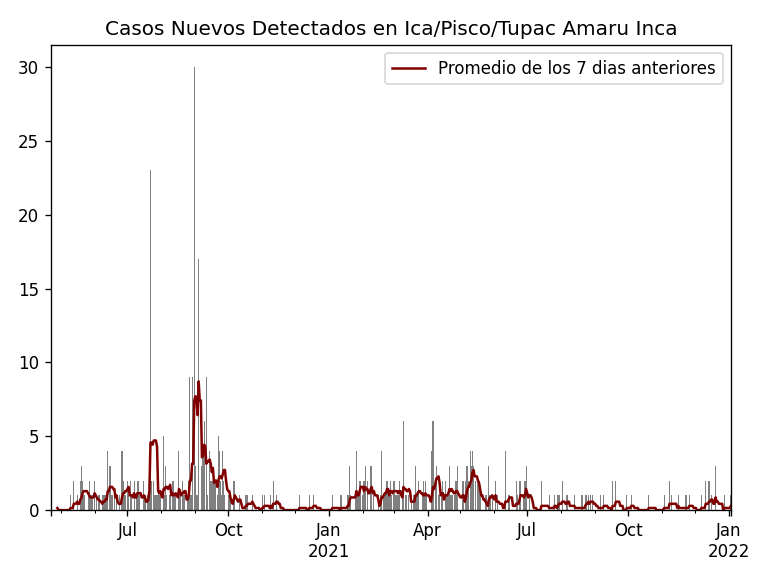 Casos Nuevos Detectados en Ica/Pisco/Tupac Amaru Inca
Promedio de los 7 dias anteriores
30
25
20
15
10
5
0
Jul
Oct
Jan
2021
Apr
Jul
Oct
Jan
2022